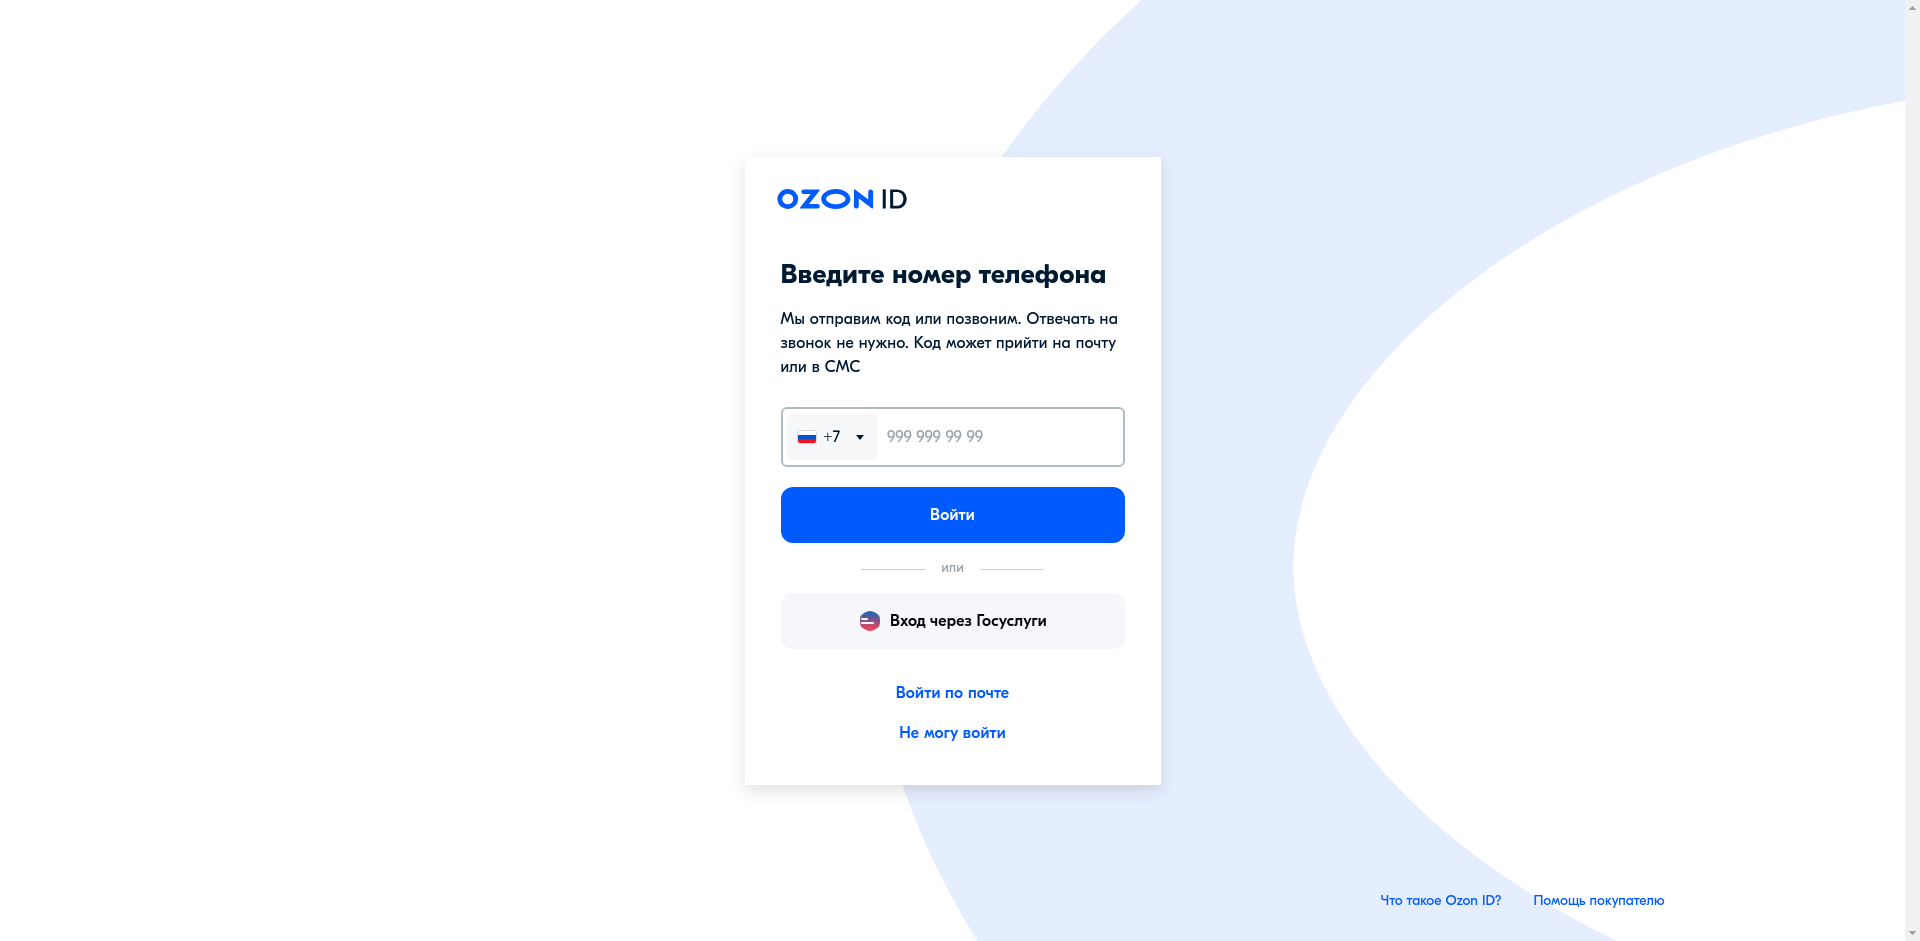 OZON ID
Введите номер телефона
Мы отправим код или позвоним. Отвечать на
звонок не нужно. Код может прийти на почту
или в СМС
+7 999 999 99 99
Войти
или
Вход через Госуслуги
Войти по почте
Не могу войти
Что такое Ozon ID? Помощь покупателю